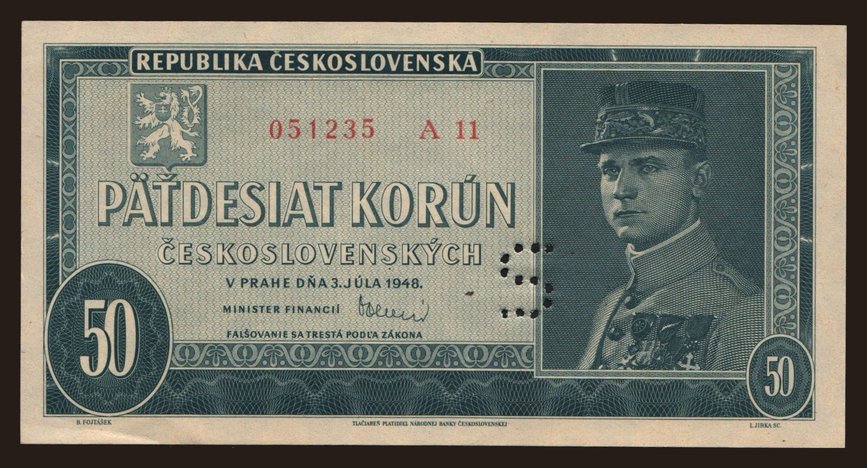 REPUBLIKA ČESKOSLOVENSKÁ
051235 A 11
PÄŤDESIAT KORÚN
ČESKOSLOVENSKÝCH
V PRAHE DŇA 3. JÚLA 1948.
MINISTER FINANCIÍ
FALŠOVANIE SA TRESTÁ PODĽA ZÁKONA
S
50
50
B. FOJTÁŠEK
TLAČIAREŇ PLATIDIEL NÁRODNEJ BANKY ČESKOSLOVENSKEJ
L. JIRKA SC.